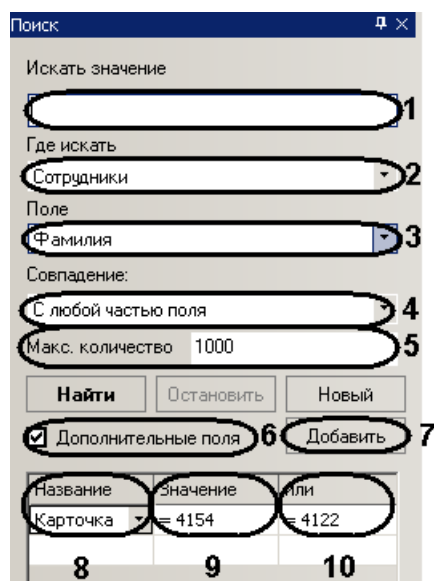 Поиск
Искать значение
1
Где искать
Сотрудники 2
Поле
Фамилия 3
Совпадение:
С любой частью поля 4
Макс. количество 1000 5
Найти Остановить Новый
Дополнительные поля 6 Добавить 7
Название Значение Или
Карточка = 4154 = 4122
8 9 10